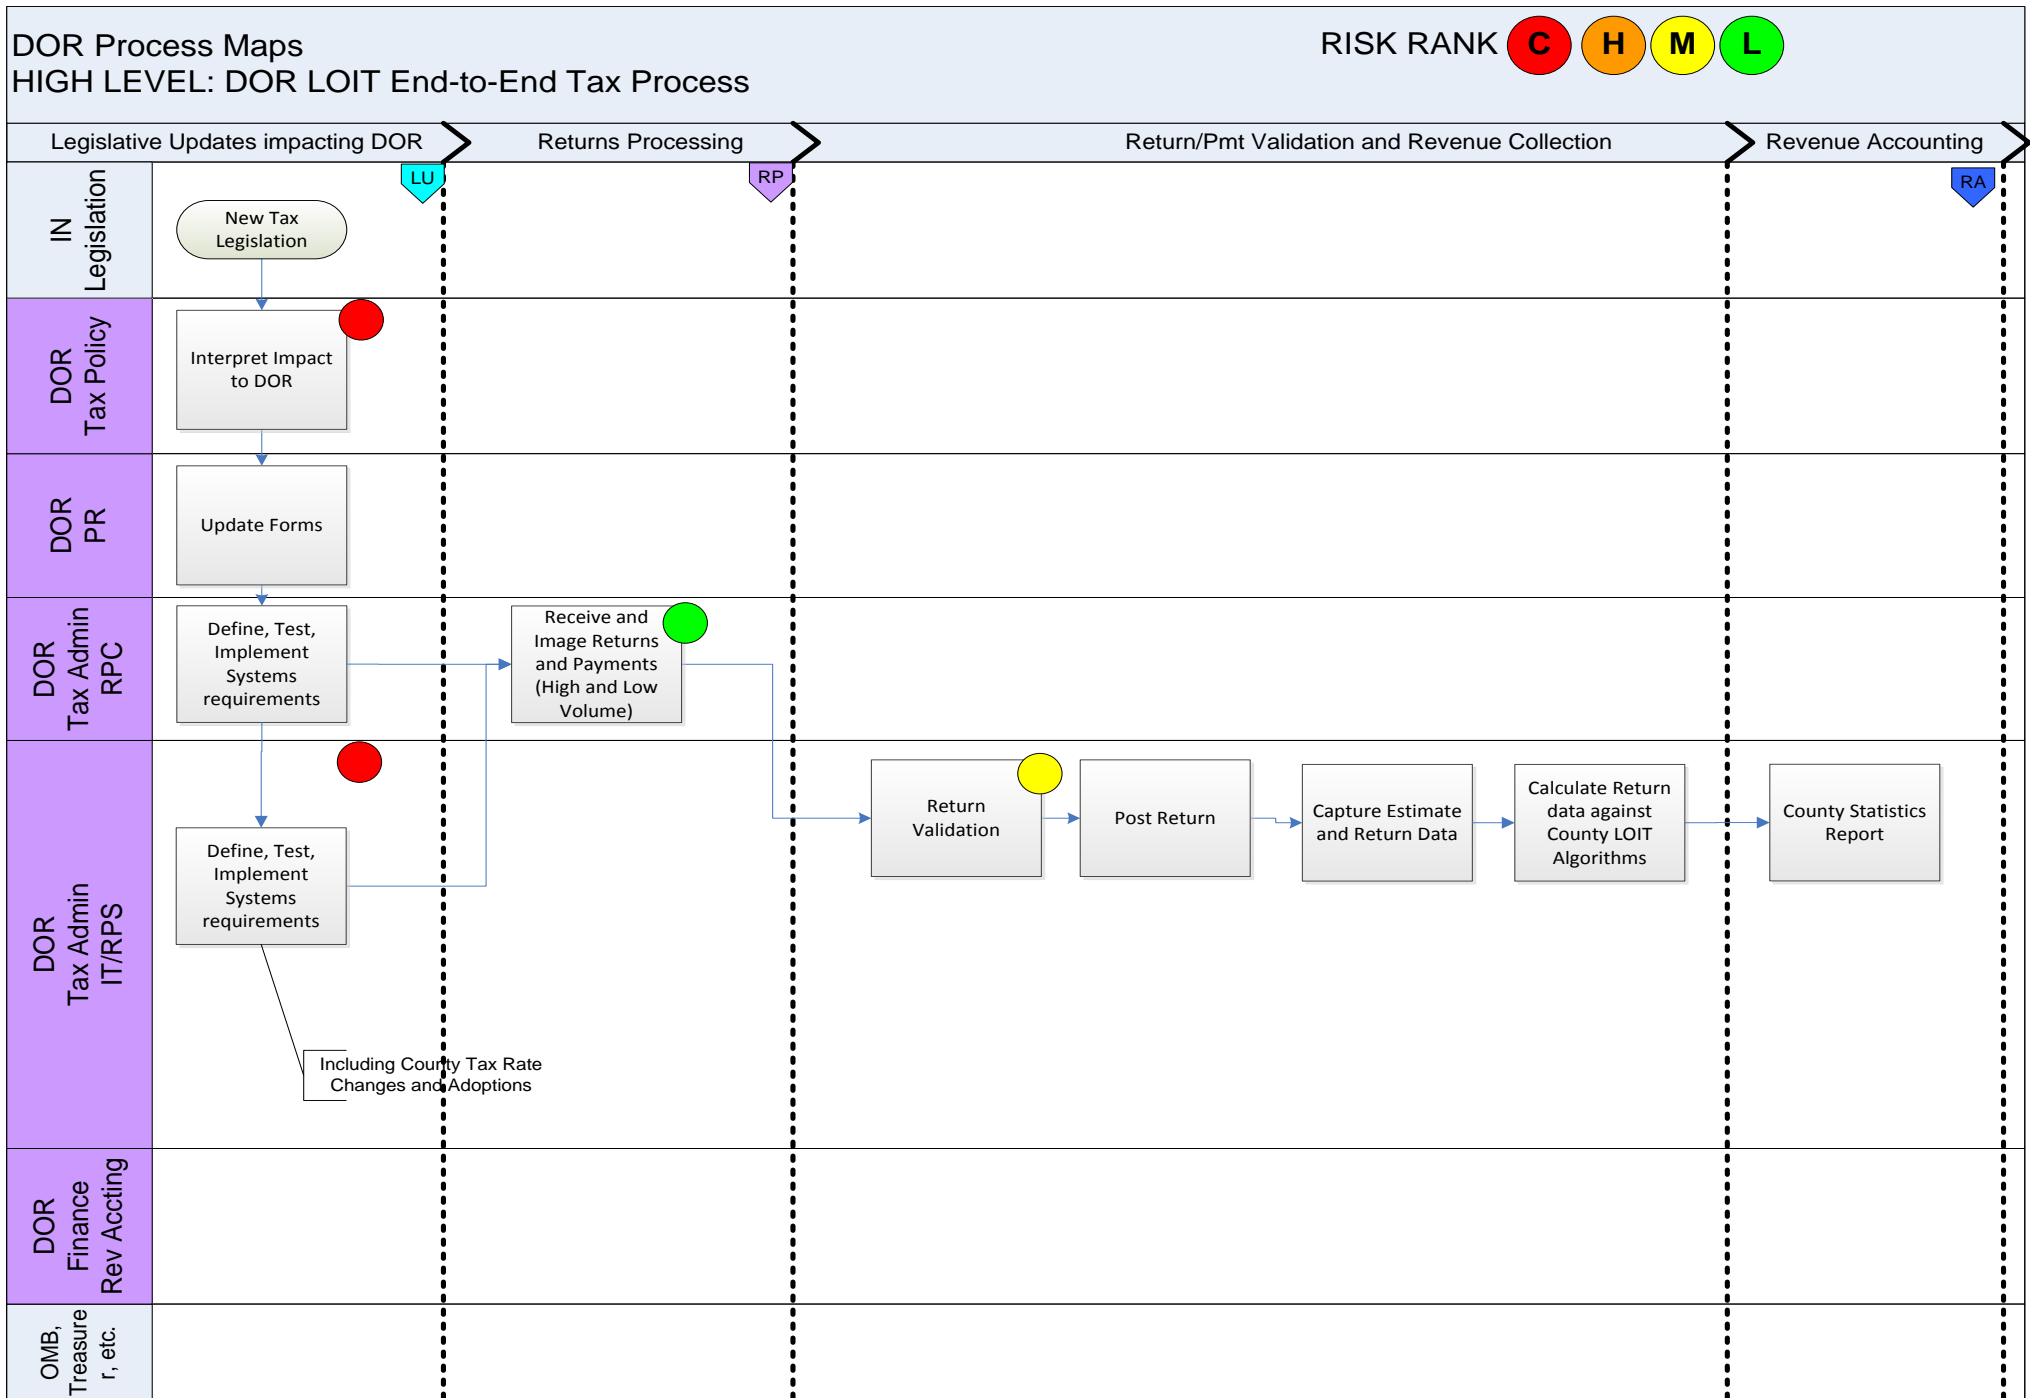 DOR Process Maps
HIGH LEVEL: DOR LOIT End-to-End Tax Process
RISK RANK C H M L
Legislative Updates impacting DOR
Returns Processing
Return/Pmt Validation and Revenue Collection
Revenue Accounting
LU
RP
RA
IN
Legislation
New Tax
Legislation
DOR
Tax Policy
Interpret Impact
to DOR
DOR
PR
Update Forms
DOR
Tax Admin
RPC
Define, Test,
Implement
Systems
requirements
Receive and
Image Returns
and Payments
(High and Low
Volume)
DOR
Tax Admin
IT/RPS
Define, Test,
Implement
Systems
requirements
Including County Tax Rate
Changes and Adoptions
Return
Validation
Post Return
Capture Estimate
and Return Data
Calculate Return
data against
County LOIT
Algorithms
County Statistics
Report
DOR
Finance
Rev Accting
OMB,
Treasure
r, etc.